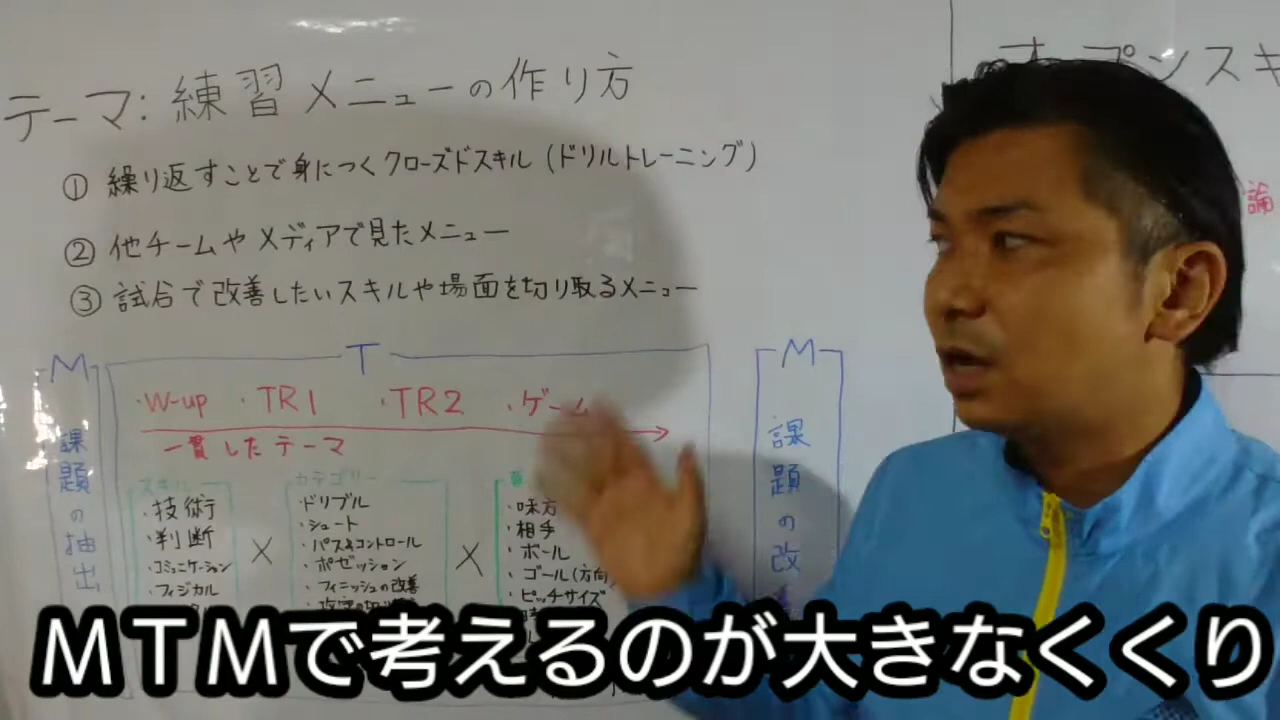 テーマ:練習メニューの作り方
① 繰り返すことで身につくクローズドスキル(ドリルトレーニング)
② 他チームやメディアで見たメニュー
③ 試合で改善したいスキルや場面を切り取るメニュー
オープンスキ
論
M
課題の抽出
T
・W-up ・TR1 ・TR2 ・ゲーム
一貫したテーマ
スキル
・技術
・判断
・コミュニケーション
・フィジカル
×
カテゴリー
・ドリブル
・シュート
・パス&コントロール
・ポゼッション
・フィニッシュの改善
×
・味方
・相手
・ボール
・ゴール(方向)
・ピッチサイズ
M
課題の改
MTMで考えるのが大きなくくり